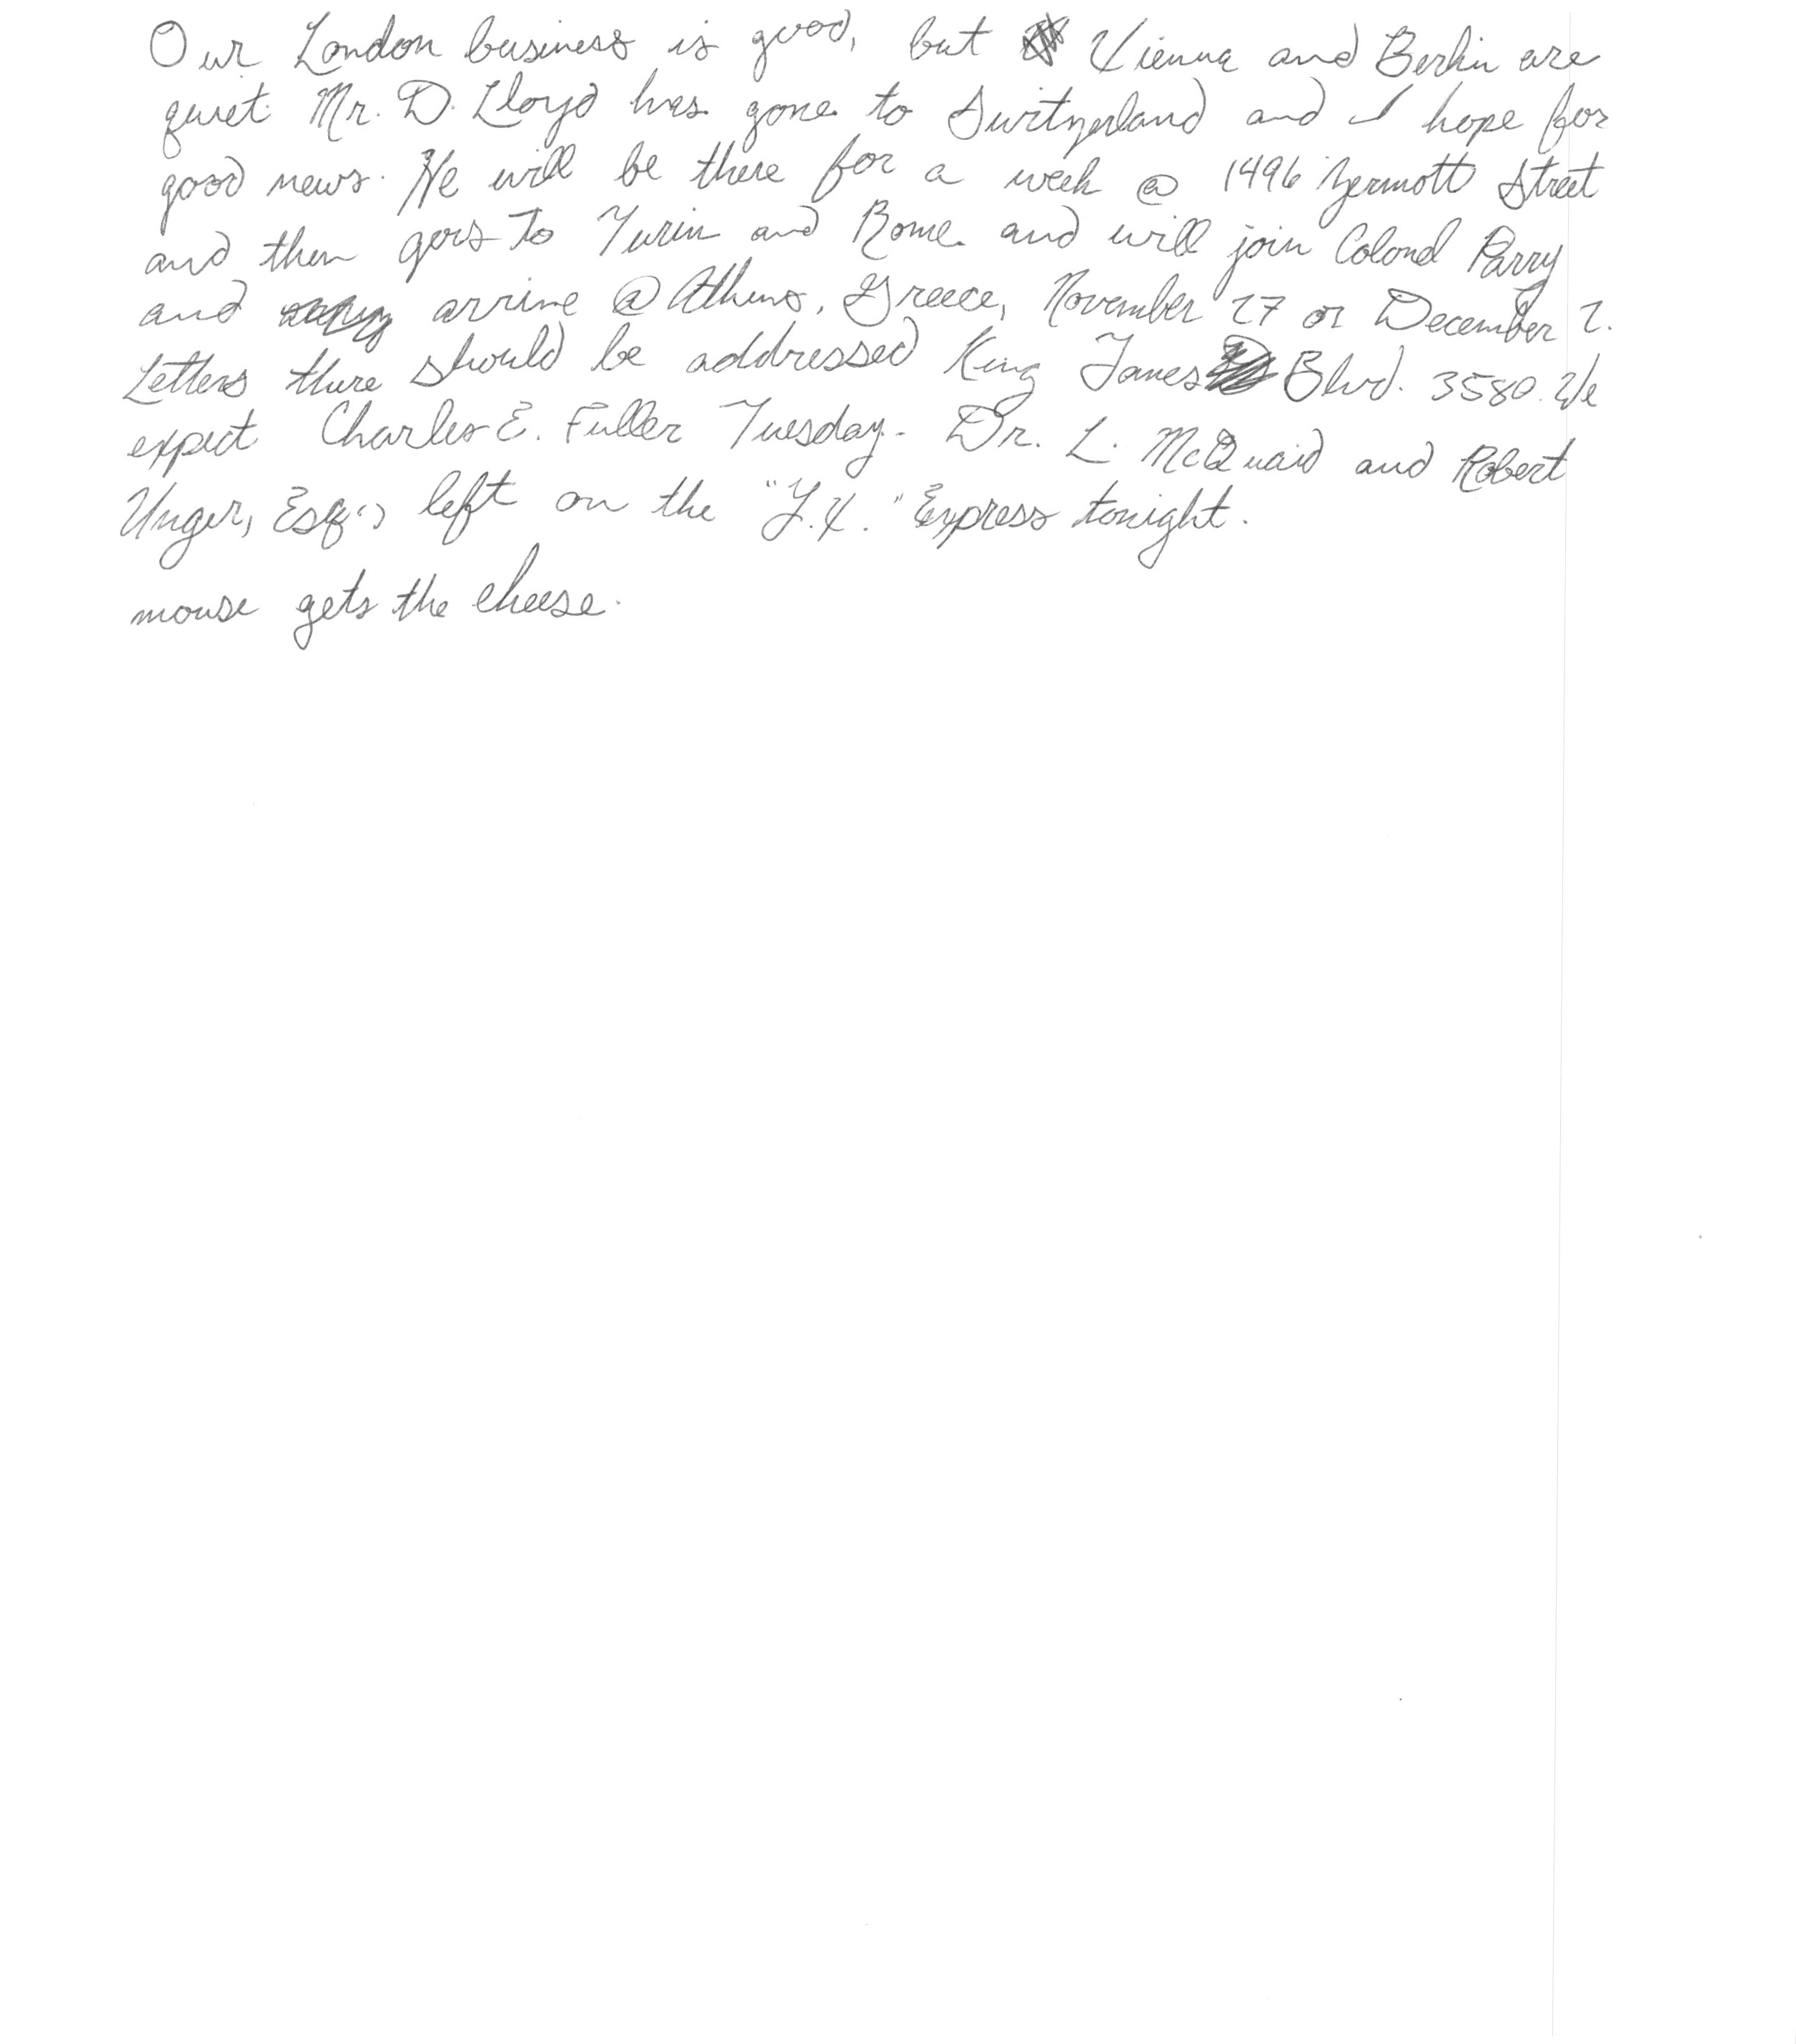 Our London business is good, but Vienna and Berlin are
quiet. Mr. D. Lloyd has gone to Switzerland and I hope for
good news. He will be there for a week @ 1496 Zermott Street
and then goes to Turin and Rome and will join Colonel Parry
and arrive @ Athens, Greece, November 27 or December 2.
Letters there should be addressed King James Blvd. 3580. We
expect Charles E. Fuller Tuesday. Dr. L. McQuaid and Robert
Unger, Esq., left on the "Y.X." Express tonight.
mouse gets the cheese.